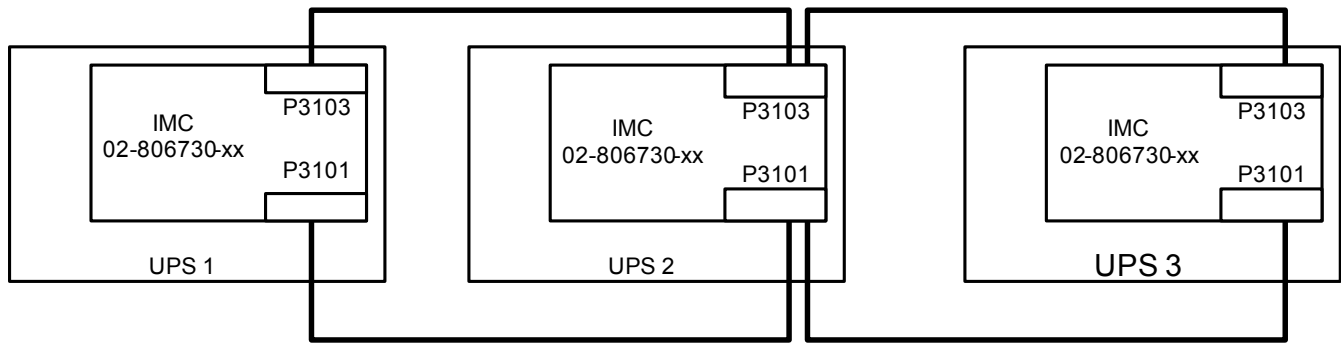 IMC
02-806730-xx
P3103
P3101
UPS 1
IMC
02-806730-xx
P3103
P3101
UPS 2
IMC
02-806730-xx
P3103
P3101
UPS 3